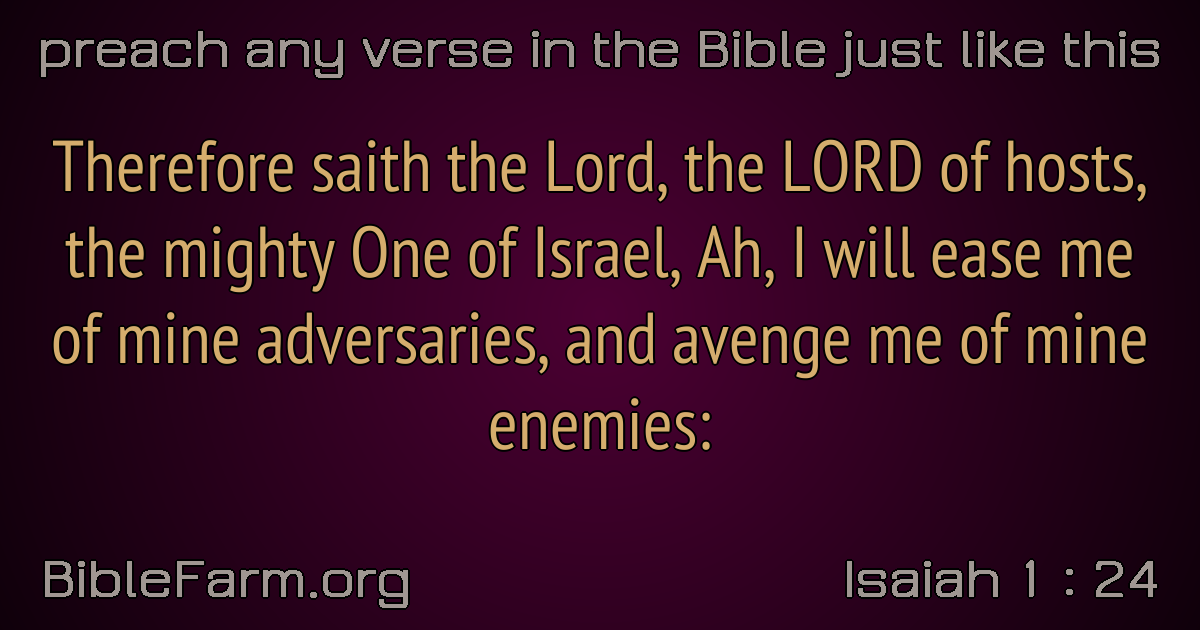 preach any verse in the Bible just like this
Therefore saith the Lord, the LORD of hosts,
the mighty One of Israel, Ah, I will ease me
of mine adversaries, and avenge me of mine
enemies:
BibleFarm.org
Isaiah 1 : 24